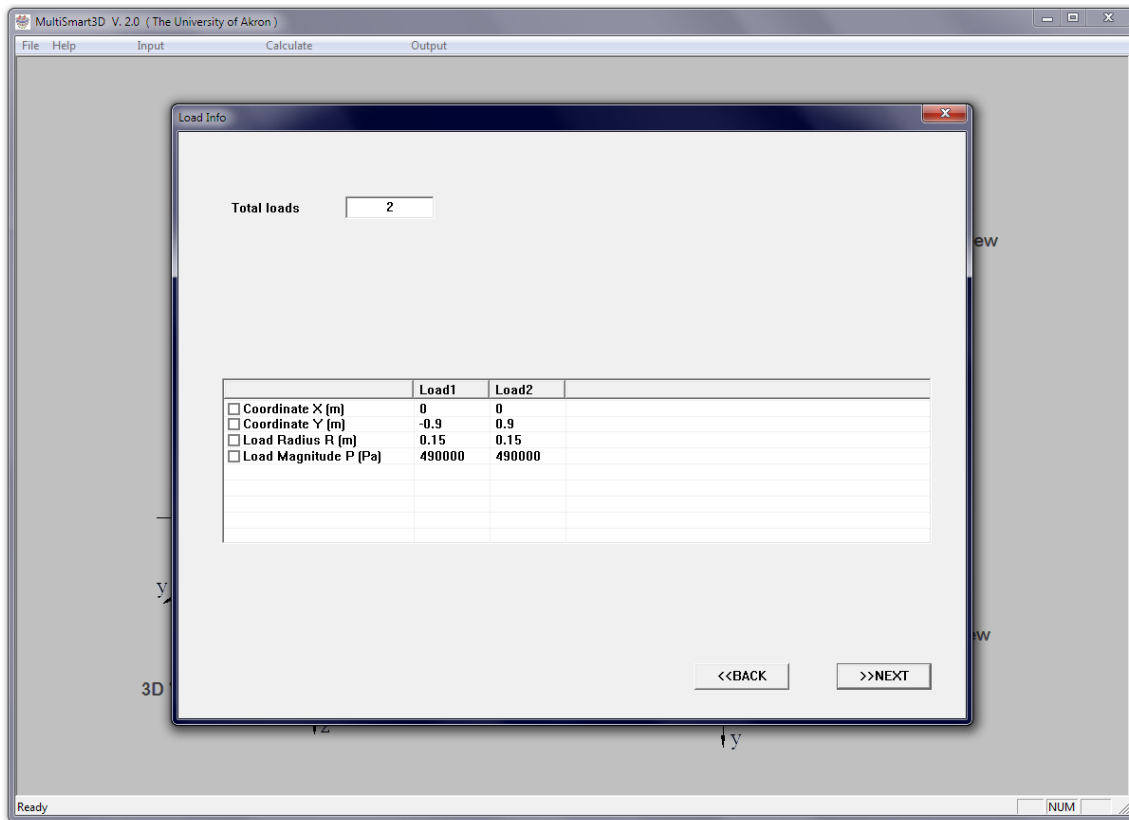 MultiSmart3D V. 2.0 ( The University of Akron )
File Help Input Calculate Output
Load Info
Total loads 2
ew
Load1 Load2
Coordinate X (m) 0 0
Coordinate Y (m) -0.9 0.9
Load Radius R (m) 0.15 0.15
Load Magnitude P (Pa) 490000 490000
y
ew
<<BACK >>NEXT
3D
z
y
Ready NUM